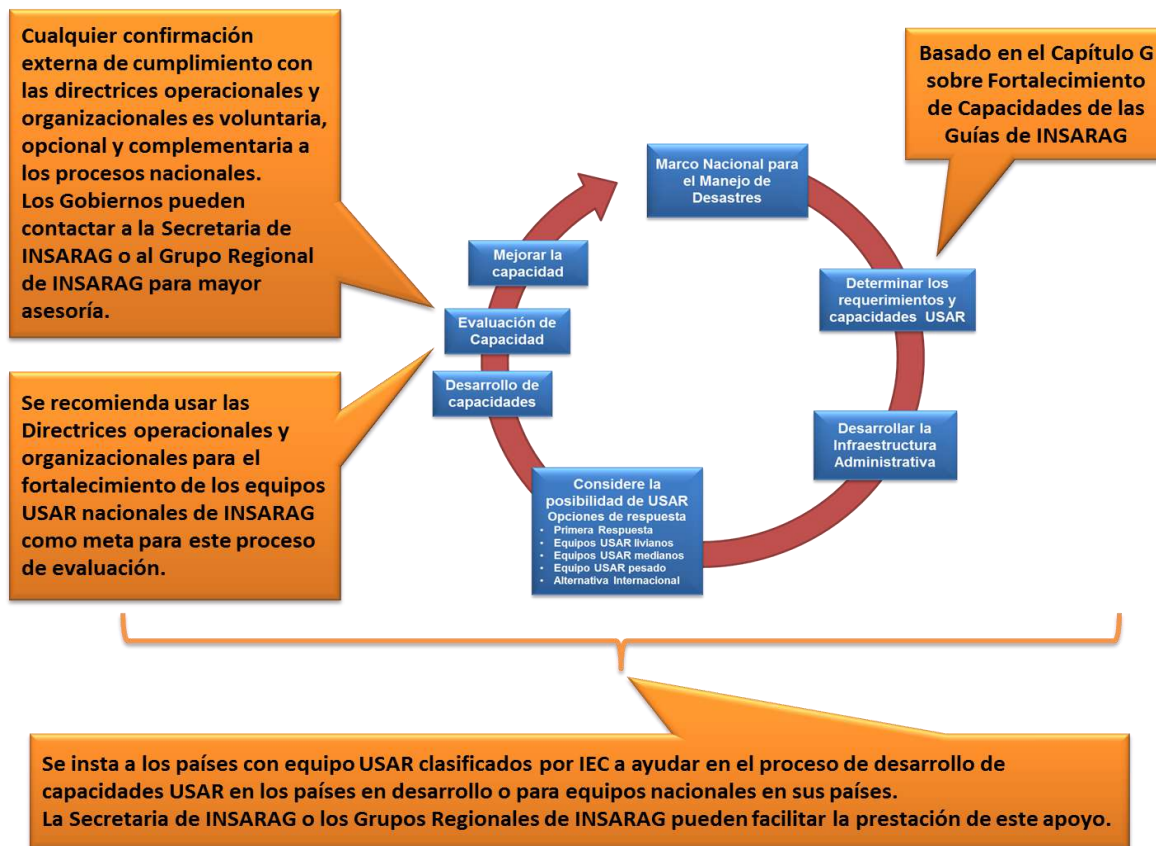 Cualquier confirmación
externa de cumplimiento con
las directrices operacionales y
organizacionales es voluntaria,
opcional y complementaria a
los procesos nacionales.
Los Gobiernos pueden
contactar a la Secretaria de
INSARAG o al Grupo Regional
de INSARAG para mayor
asesoría.
Basado en el Capítulo G
sobre Fortalecimiento
de Capacidades de las
Guías de INSARAG
Marco Nacional para
el Manejo de
Desastres
Determinar los
requerimientos y
capacidades USAR
Desarrollar la
Infraestructura
Administrativa
Considere la
posibilidad de USAR
Opciones de respuesta
• Primera Respuesta
• Equipos USAR livianos
• Equipos USAR medianos
• Equipo USAR pesado
• Alternativa Internacional
Desarrollo de
capacidades
Evaluación de
Capacidad
Mejorar la
capacidad
Se recomienda usar las
Directrices operacionales y
organizacionales para el
fortalecimiento de los equipos
USAR nacionales de INSARAG
como meta para este proceso
de evaluación.
Se insta a los países con equipo USAR clasificados por IEC a ayudar en el proceso de desarrollo de
capacidades USAR en los países en desarrollo o para equipos nacionales en sus países.
La Secretaria de INSARAG o los Grupos Regionales de INSARAG pueden facilitar la prestación de este apoyo.